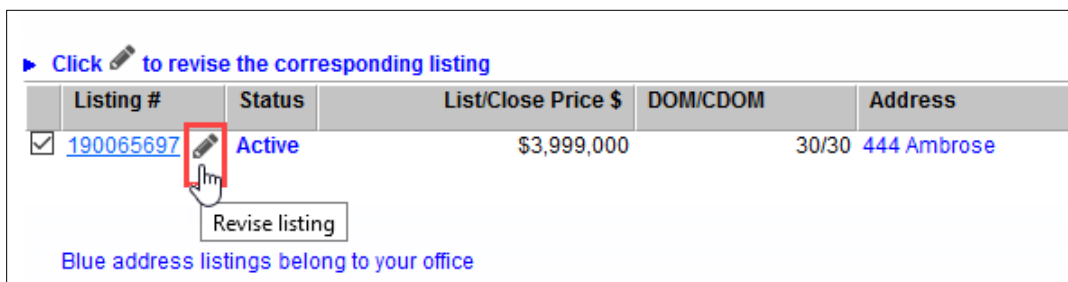 ► Click to revise the corresponding listing
Listing # Status List/Close Price $ DOM/CDOM Address
190065697 Active $3,999,000 30/30 444 Ambrose
Revise listing
Blue address listings belong to your office